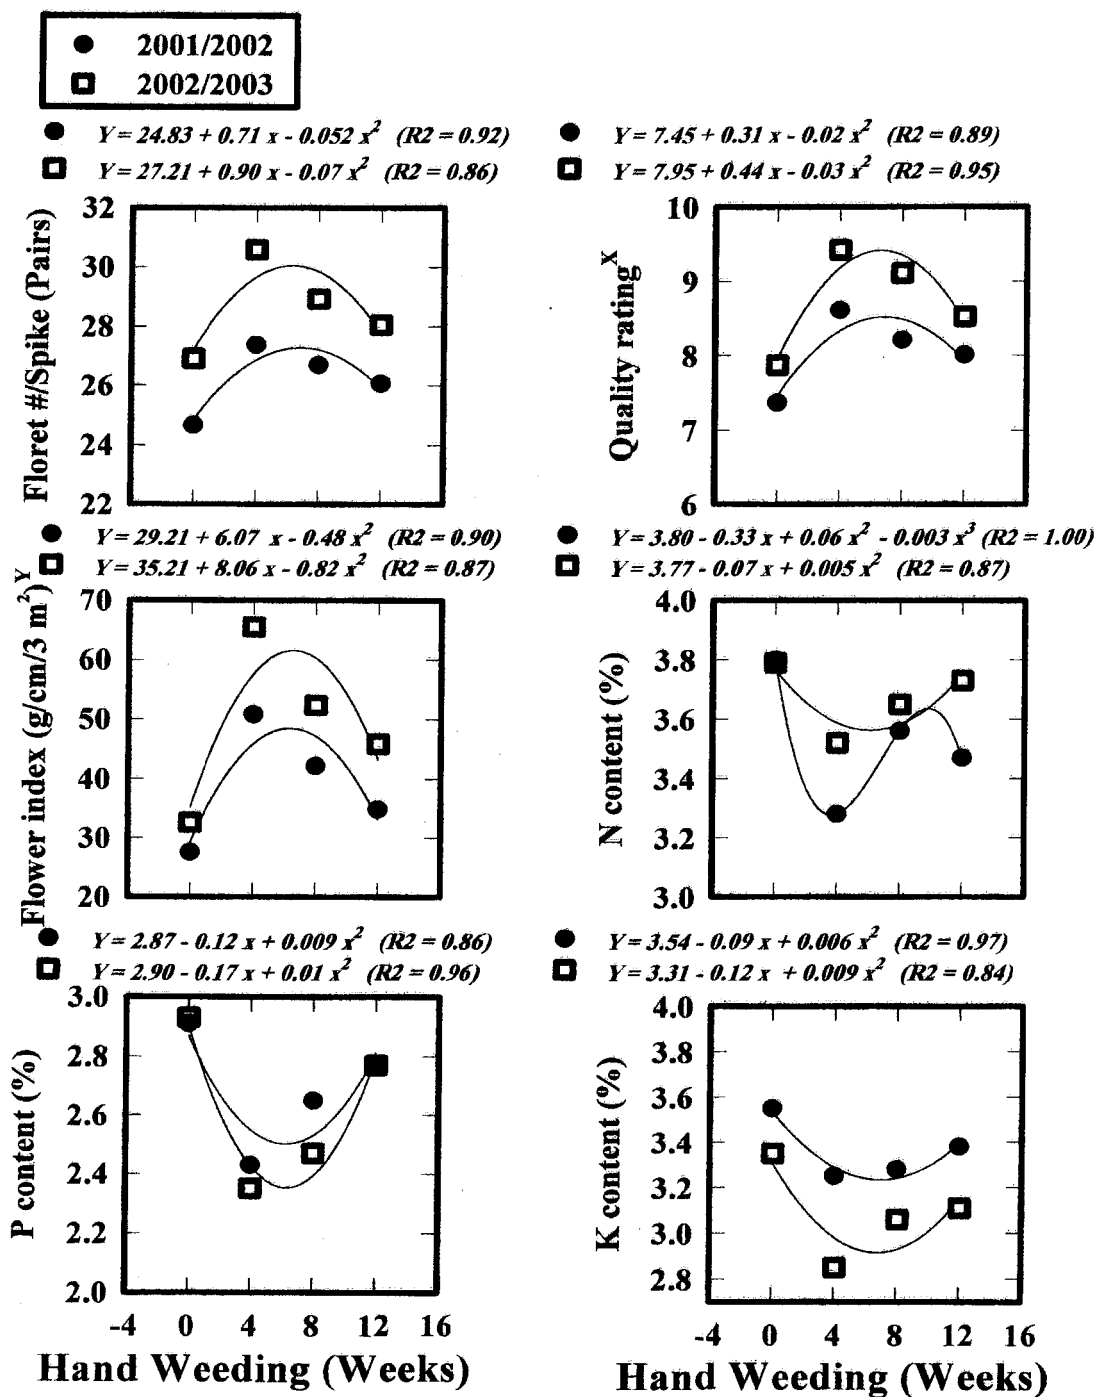 2001/2002
2002/2003
Y = 24.83 + 0.71 x - 0.052 x² (R2 = 0.92)
Y = 27.21 + 0.90 x - 0.07 x² (R2 = 0.86)
Floret #/Spike (Pairs)
32
30
28
26
24
22
Y = 7.45 + 0.31 x - 0.02 x² (R2 = 0.89)
Y = 7.95 + 0.44 x - 0.03 x² (R2 = 0.95)
Quality rating^X
10
9
8
7
6
Y = 29.21 + 6.07 x - 0.48 x² (R2 = 0.90)
Y = 35.21 + 8.06 x - 0.82 x² (R2 = 0.87)
Flower index (g/cm/3 m²)^Y
70
60
50
40
30
20
Y = 3.80 - 0.33 x + 0.06 x² - 0.003 x³ (R2 = 1.00)
Y = 3.77 - 0.07 x + 0.005 x² (R2 = 0.87)
N content (%)
4.0
3.8
3.6
3.4
3.2
3.0
Y = 2.87 - 0.12 x + 0.009 x² (R2 = 0.86)
Y = 2.90 - 0.17 x + 0.01 x² (R2 = 0.96)
P content (%)
3.0
2.8
2.6
2.4
2.2
2.0
-4 0 4 8 12 16
Hand Weeding (Weeks)
Y = 3.54 - 0.09 x + 0.006 x² (R2 = 0.97)
Y = 3.31 - 0.12 x + 0.009 x² (R2 = 0.84)
K content (%)
4.0
3.8
3.6
3.4
3.2
3.0
2.8
-4 0 4 8 12 16
Hand Weeding (Weeks)